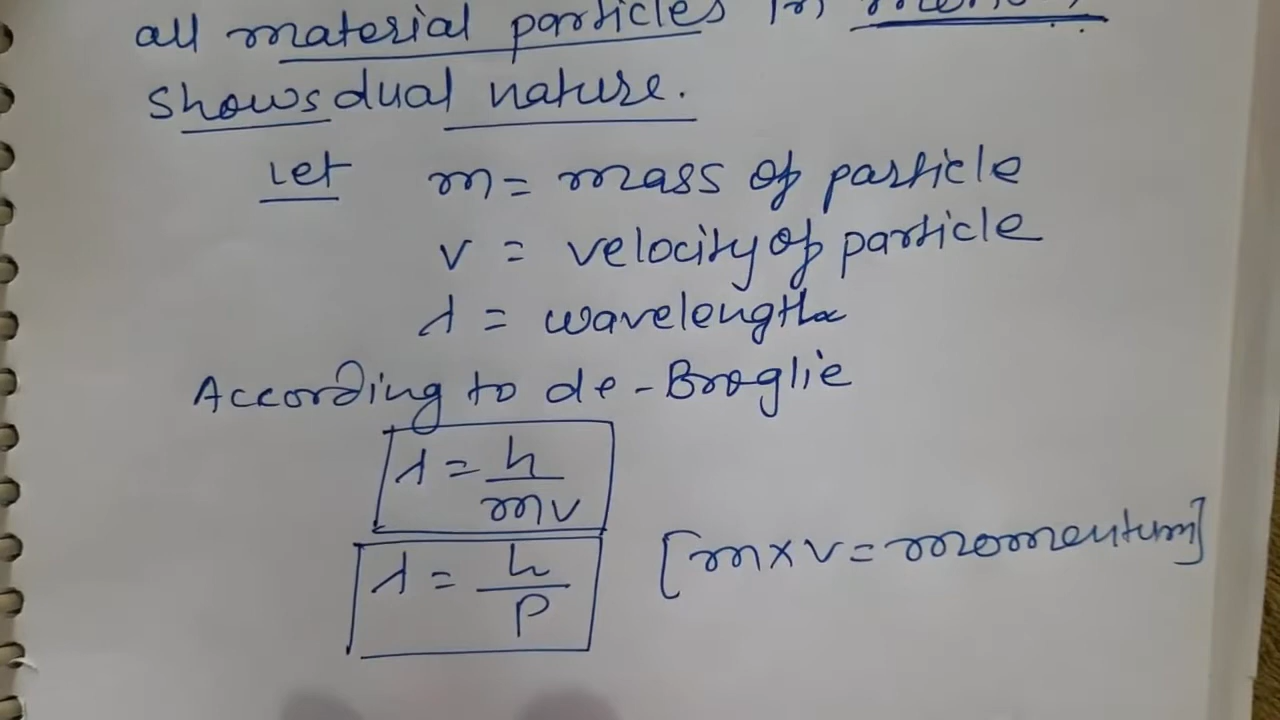 all material particles in
shows dual nature.
Let m = mass of particle
v = velocity of particle
λ = wavelength
According to de-Broglie
λ = h/mv
λ = h/P [m×v = momentum]